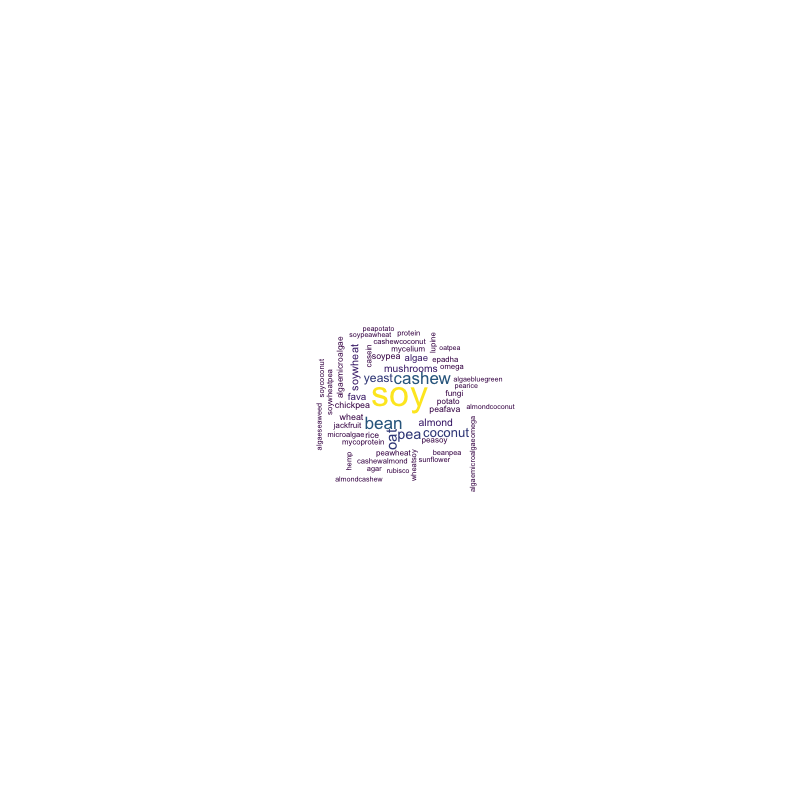 peapotato
soypeawheat
protein
cashewcoconut
lupine
mycelium
oatpea
algaemicroalgae
soywheat
casein
soypea
algae
epadha
omega
mushrooms
soycoconut
soywheatpea
yeast
cashew
algaebluegreen
pearice
fava
soy
fungi
chickpea
potato
peafava
almondcoconut
algaeseaweed
wheat
bean
almond
jackfruit
microalgae
rice
oat
pea
coconut
mycoprotein
peasoy
algaemicroalgaeomega
peawheat
beanpea
hemp
cashewalmond
wheatsoy
sunflower
agar
rubisco
almondcashew